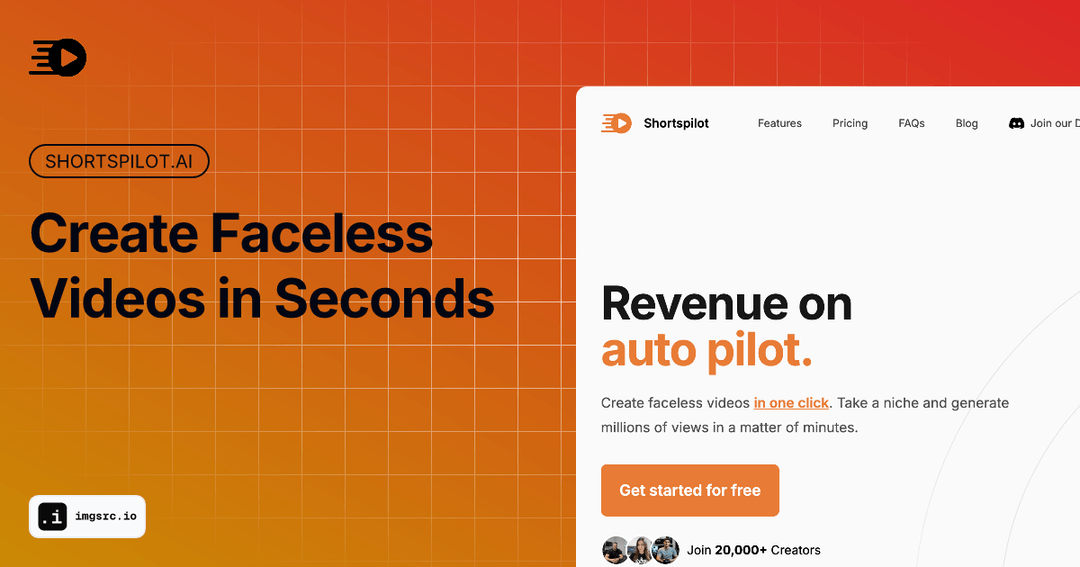 SHORTSPILOT.AI
Create Faceless
Videos in Seconds
.i imgsrc.io
Shortspilot
Features
Pricing
FAQs
Blog
Join our D
Revenue on
auto pilot.
Create faceless videos in one click. Take a niche and generate
millions of views in a matter of minutes.
Get started for free
Join 20,000+ Creators